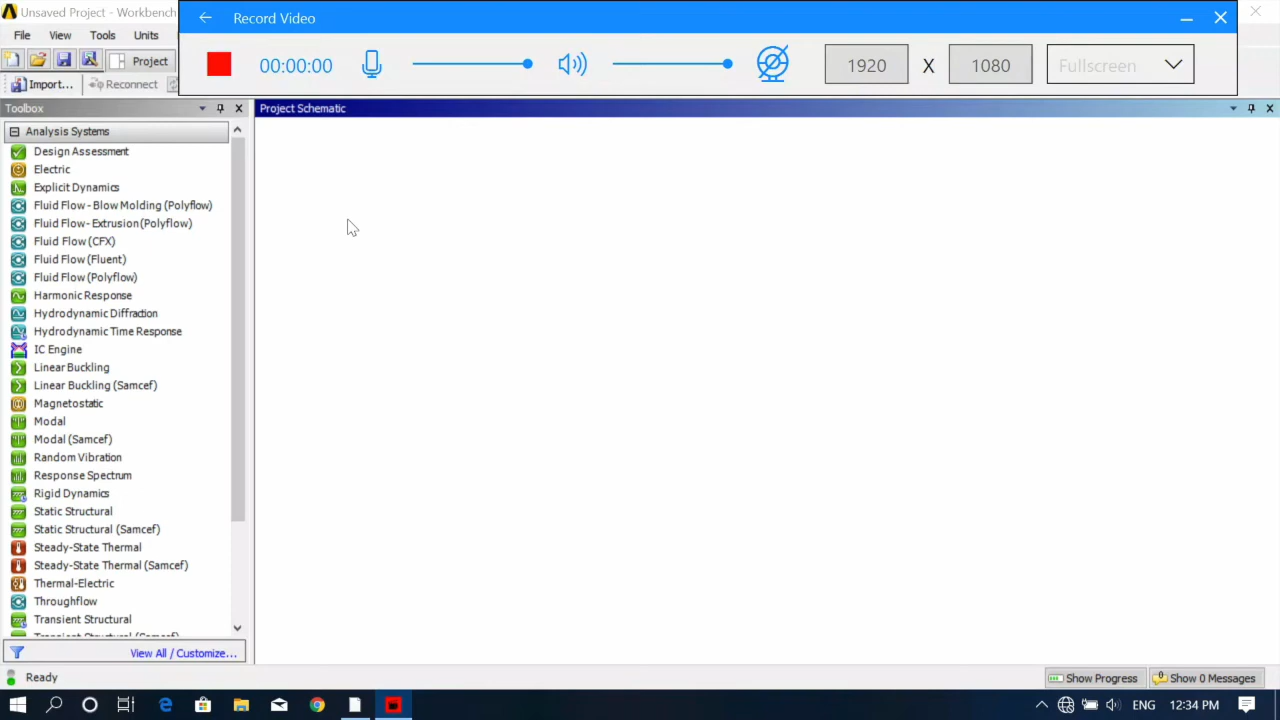 Unsaved Project - Workbench
Record Video
File View Tools Units
Project
00:00:00
1920 X 1080 Fullscreen
Import... Reconnect
Toolbox
Project Schematic
Analysis Systems
Design Assessment
Electric
Explicit Dynamics
Fluid Flow - Blow Molding (Polyflow)
Fluid Flow- Extrusion (Polyflow)
Fluid Flow (CFX)
Fluid Flow (Fluent)
Fluid Flow (Polyflow)
Harmonic Response
Hydrodynamic Diffraction
Hydrodynamic Time Response
IC Engine
Linear Buckling
Linear Buckling (Samcef)
Magnetostatic
Modal
Modal (Samcef)
Random Vibration
Response Spectrum
Rigid Dynamics
Static Structural
Static Structural (Samcef)
Steady-State Thermal
Steady-State Thermal (Samcef)
Thermal-Electric
Throughflow
Transient Structural
Transient Structural (Samcef)
View All / Customize...
Ready
Show Progress
Show 0 Messages
ENG 12:34 PM